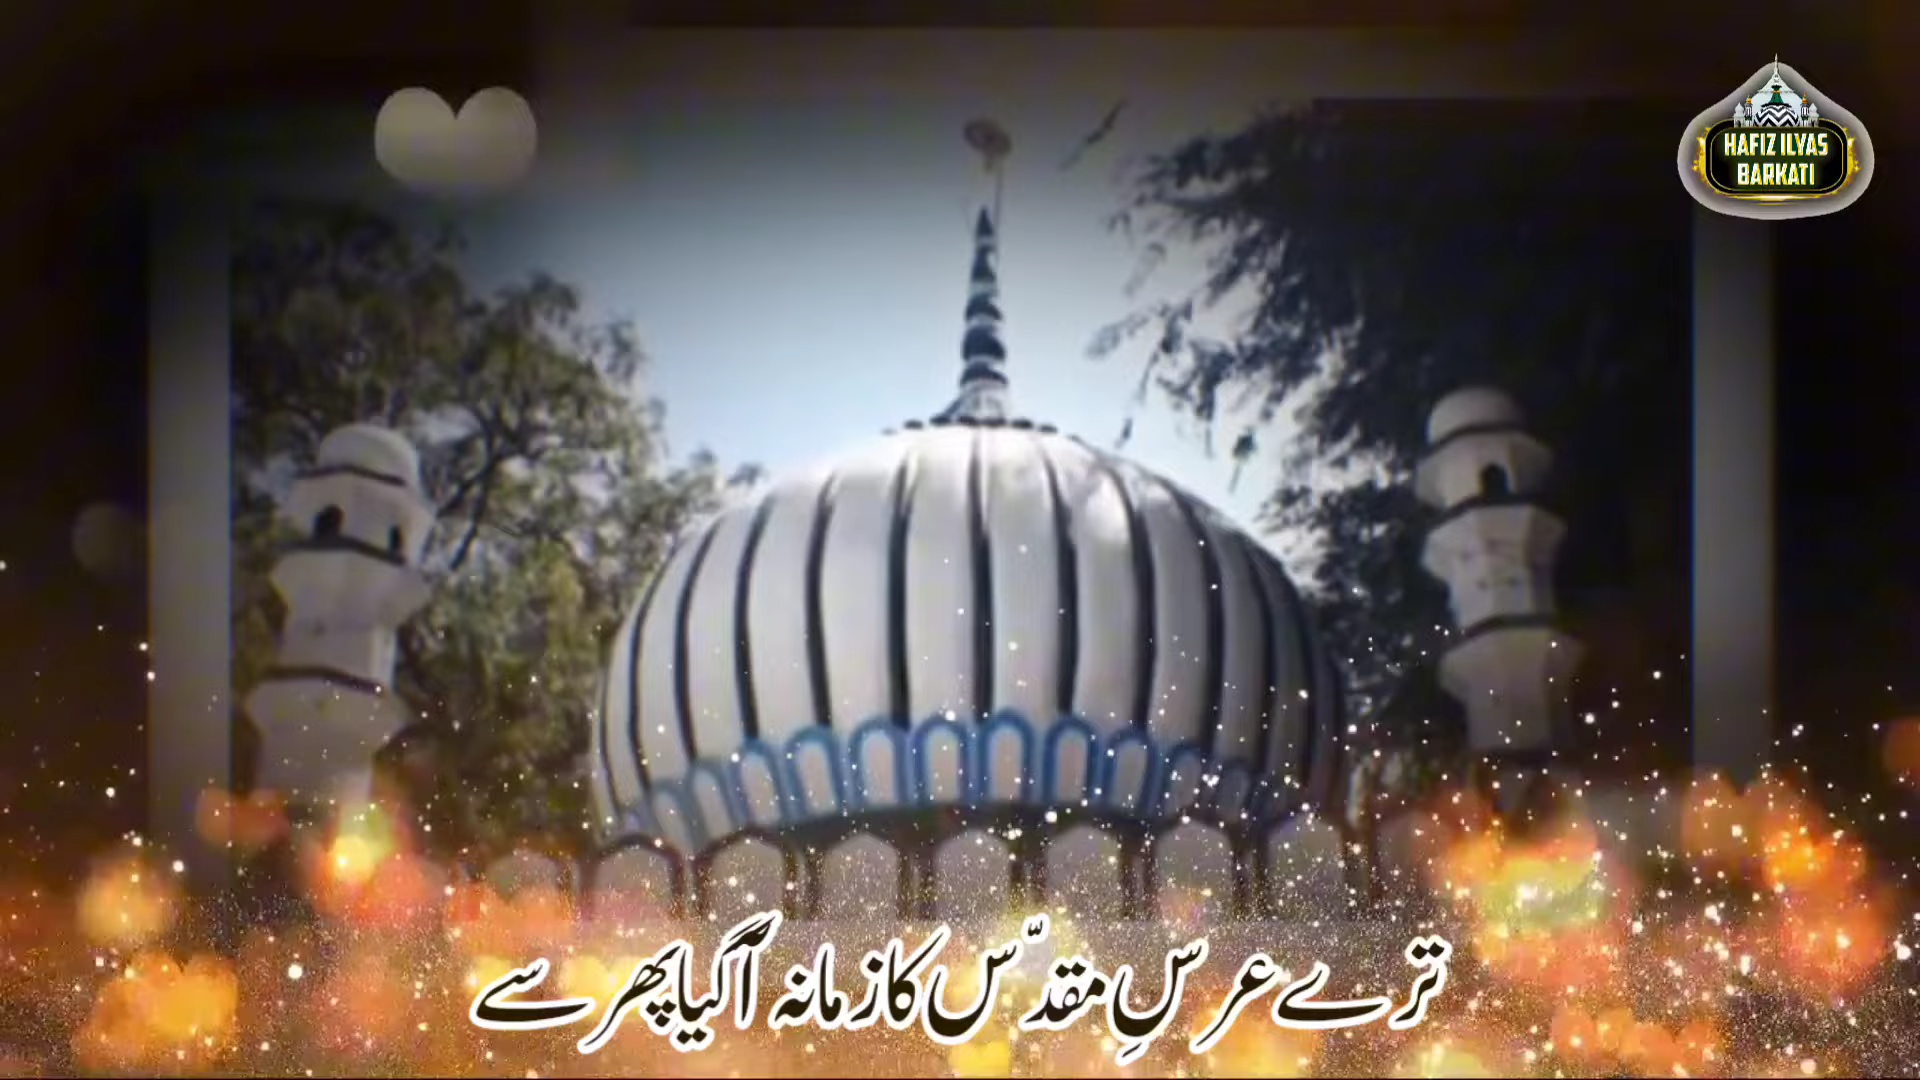 HAFIZ ILYAS
BARKATI
ترے عرسِ مقدّس کا زمانہ آگیا پھر سے